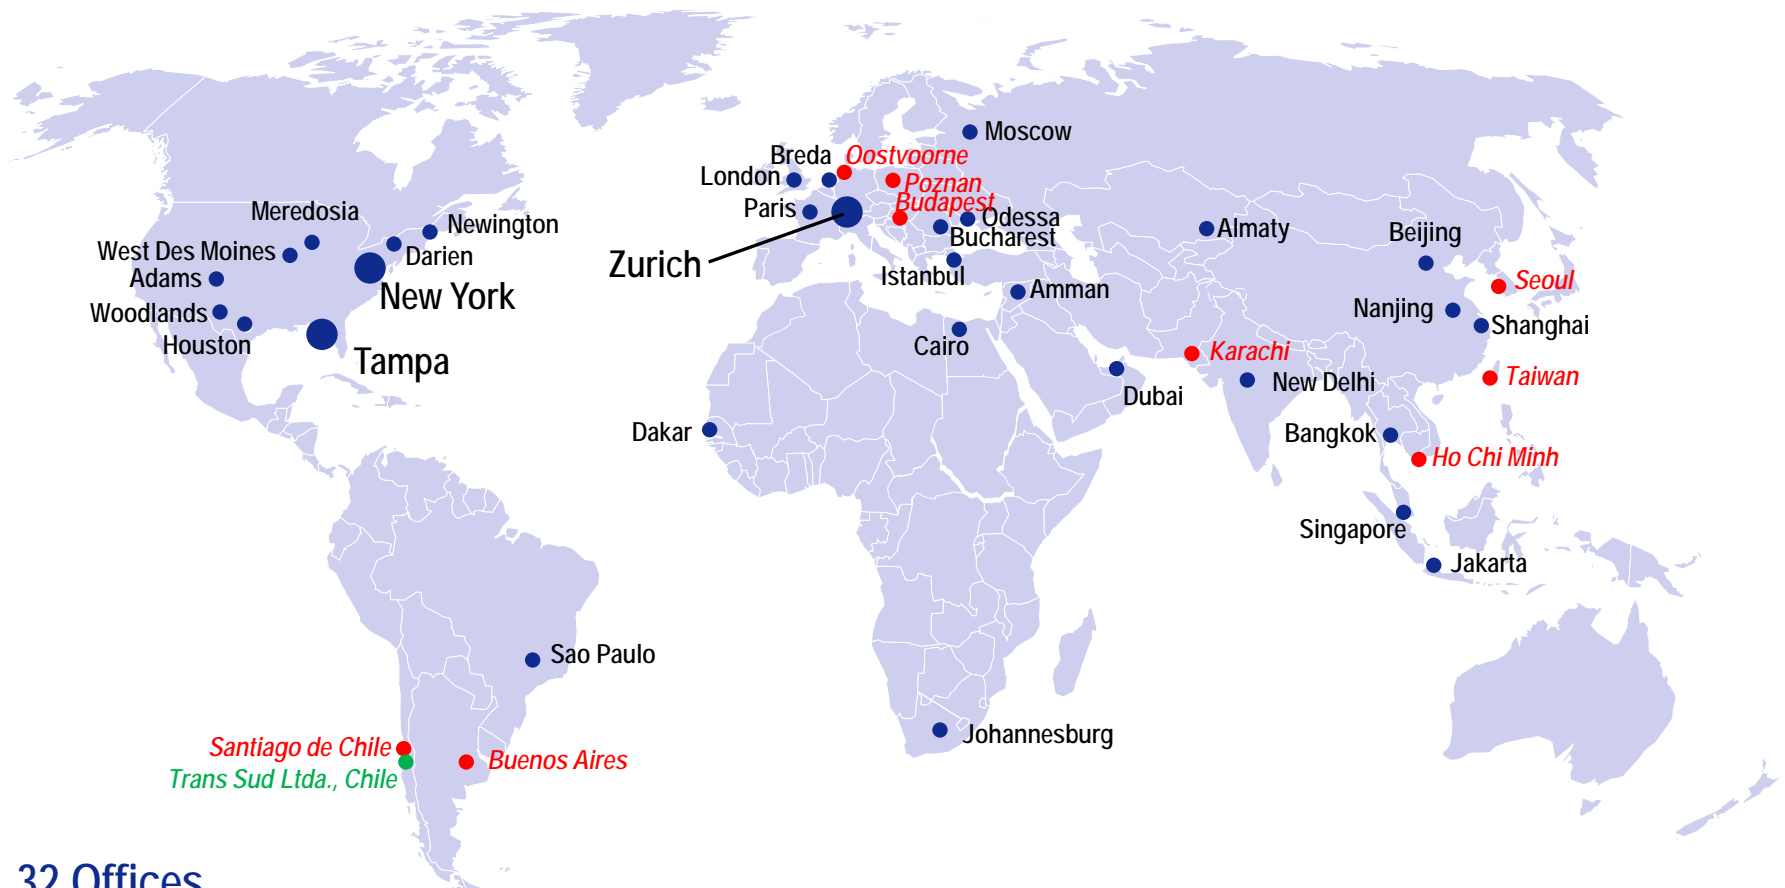 Moscow
Breda
Oostvoorne
London
Poznan
Budapest
Paris
Odessa
Bucharest
Zurich
Istanbul
Amman
Cairo
Meredosia
Newington
West Des Moines
Darien
Adams
New York
Woodlands
Houston
Tampa
Almaty
Beijing
Seoul
Nanjing
Shanghai
Karachi
New Delhi
Taiwan
Dubai
Dakar
Bangkok
Ho Chi Minh
Singapore
Jakarta
Sao Paulo
Johannesburg
Santiago de Chile
Trans Sud Ltda., Chile
Buenos Aires
32 Offices